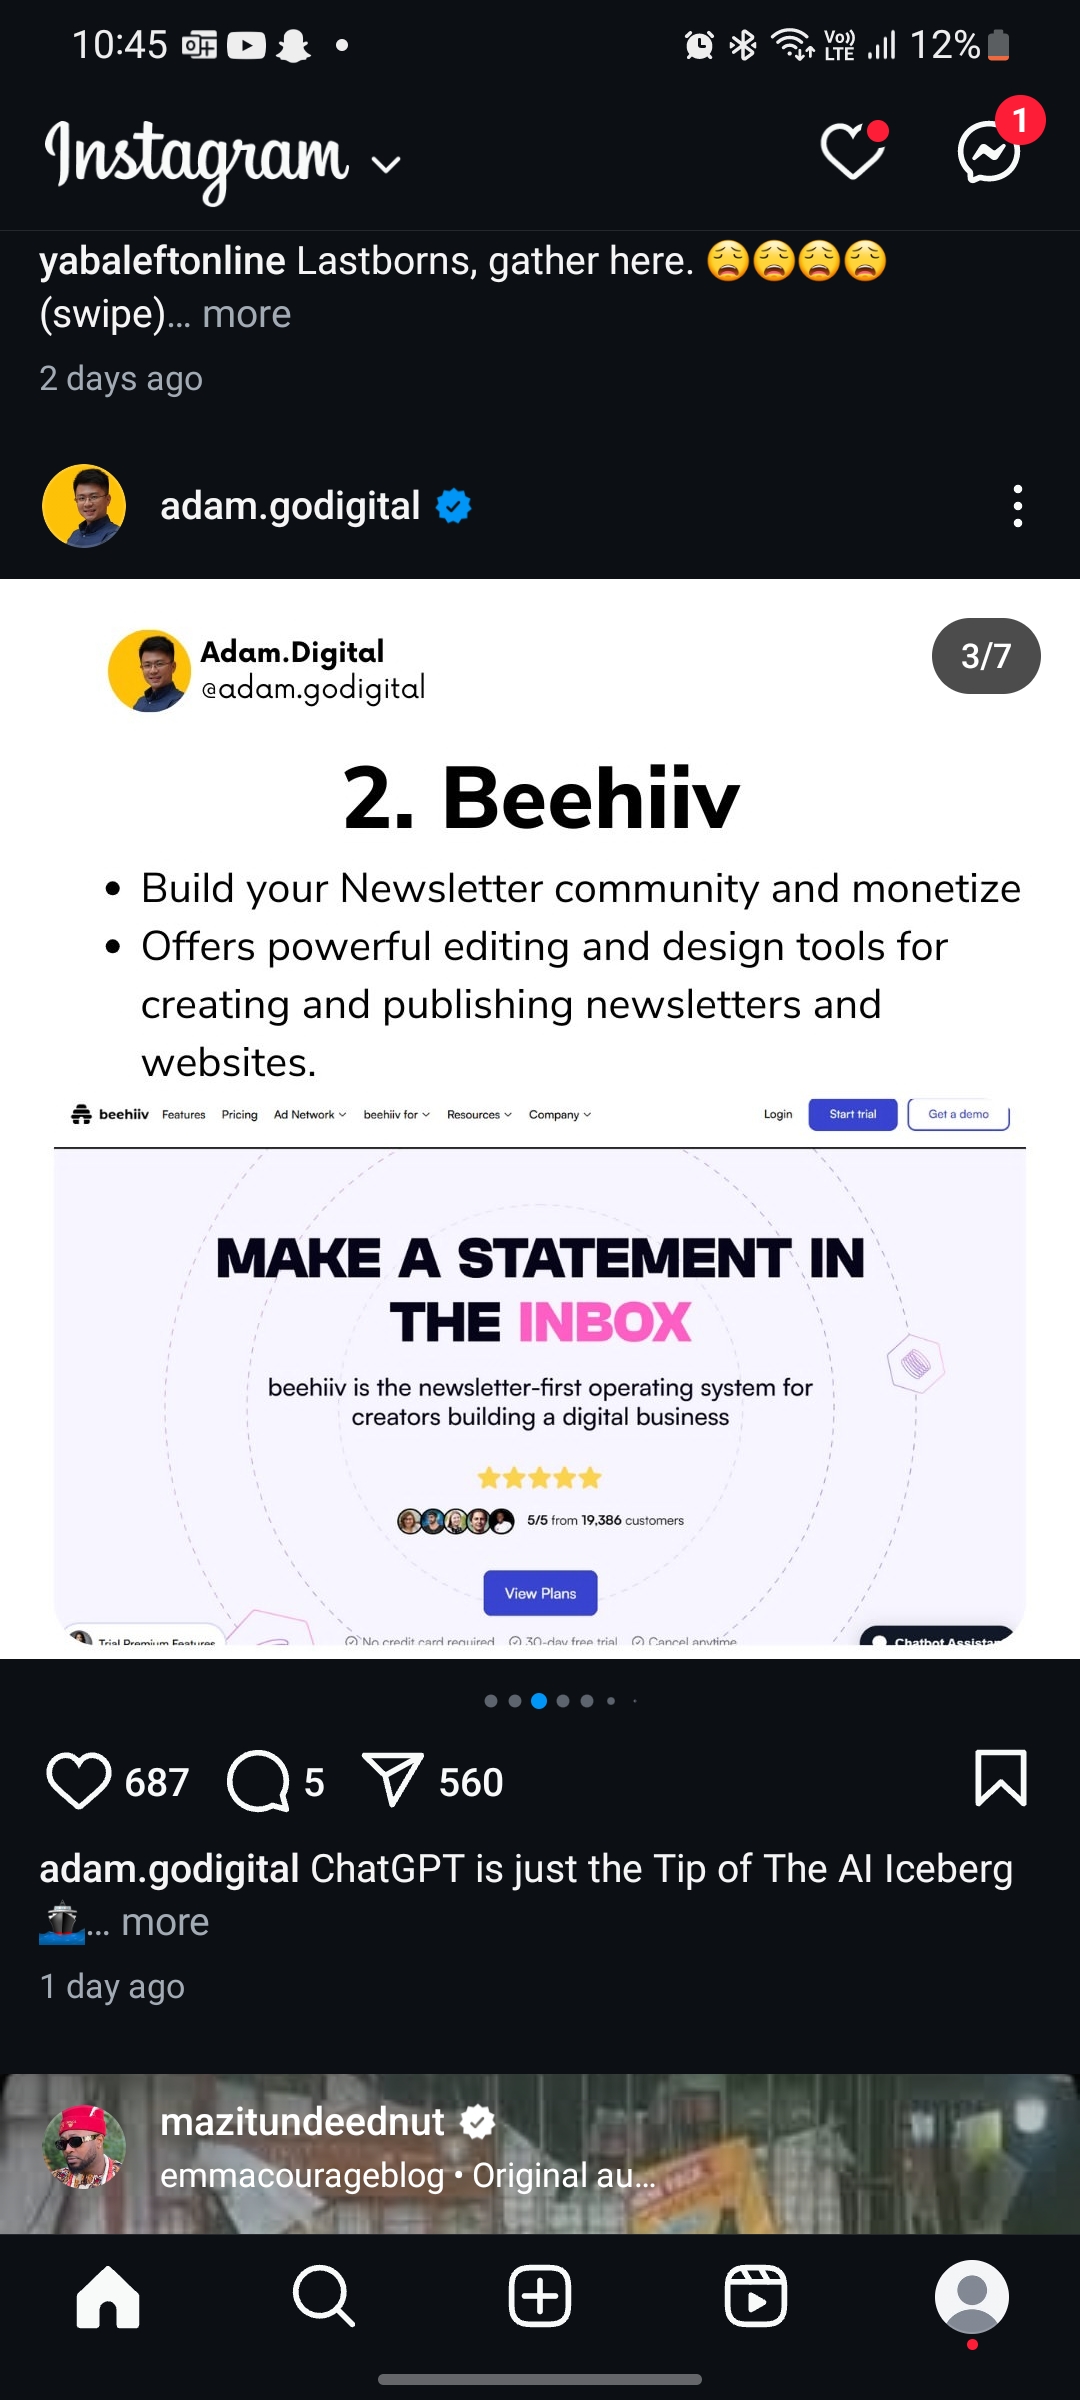 10:45
Vo)) LTE 12%
Instagram
1
yabaleftonline Lastborns, gather here. 😩😩😩😩
(swipe)... more
2 days ago
adam.godigital
Adam.Digital
@adam.godigital
3/7
2. Beehiiv
• Build your Newsletter community and monetize
• Offers powerful editing and design tools for
creating and publishing newsletters and
websites.
beehiiv Features Pricing Ad Network beehiiv for Resources Company Login Start trial Get a demo
MAKE A STATEMENT IN
THE INBOX
beehiiv is the newsletter-first operating system for
creators building a digital business
5/5 from 19,386 customers
View Plans
Trial Premium Features No credit card required 30-day free trial Cancel anytime Chatbot Assistan
687 5 560
adam.godigital ChatGPT is just the Tip of The AI Iceberg
🚢... more
1 day ago
mazitundeednut
emmacourageblog • Original au...